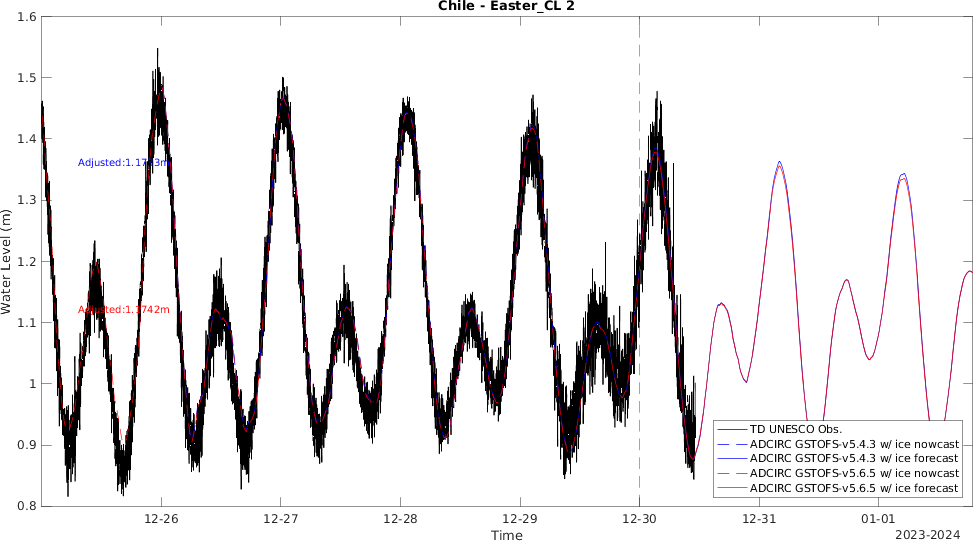 Chile - Easter_CL 2
1.6
1.5
1.4
1.3
1.2
1.1
1
0.9
0.8
Water Level (m)
Adjusted:1.1743m
Adjusted:1.1742m
12-26
12-27
12-28
12-29
12-30
12-31
01-01
Time
2023-2024
TD UNESCO Obs.
ADCIRC GSTOFS-v5.4.3 w/ ice nowcast
ADCIRC GSTOFS-v5.4.3 w/ ice forecast
ADCIRC GSTOFS-v5.6.5 w/ ice nowcast
ADCIRC GSTOFS-v5.6.5 w/ ice forecast